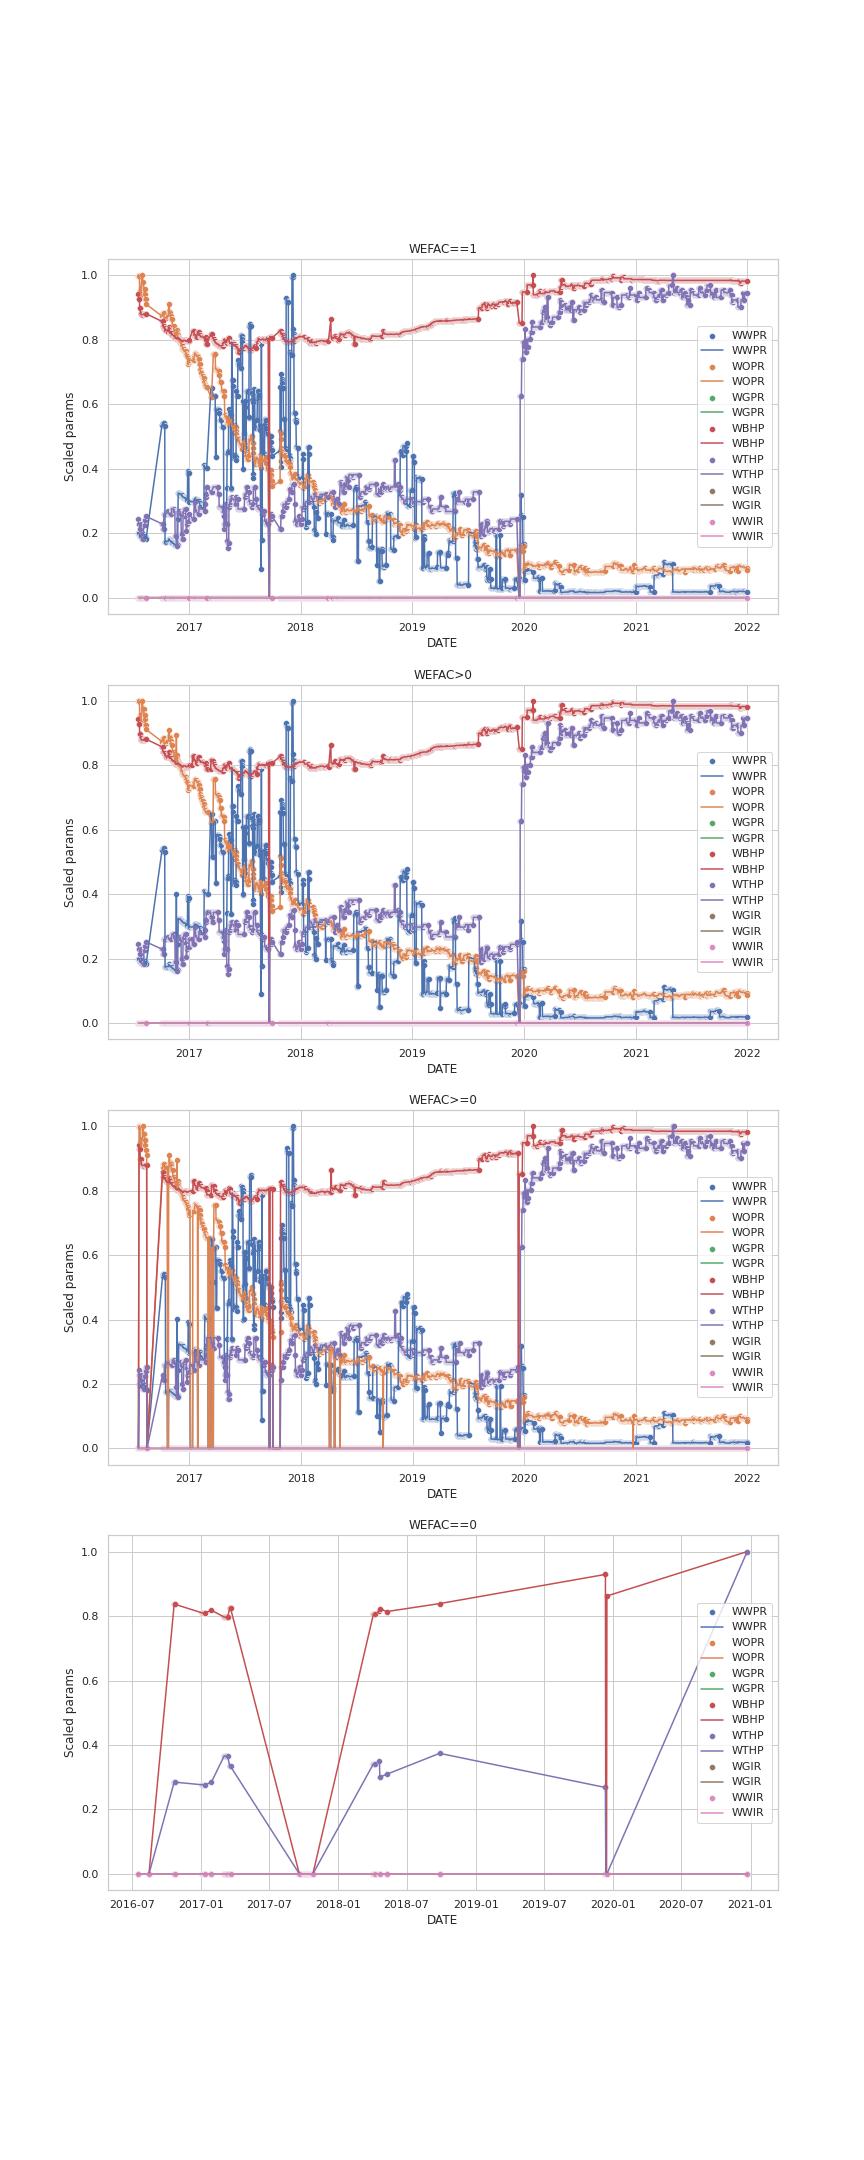 WEFAC==1
Scaled params
1.0
0.8
0.6
0.4
0.2
0.0
WWPR
WWPR
WOPR
WOPR
WGPR
WGPR
WBHP
WBHP
WTHP
WTHP
WGIR
WGIR
WWIR
WWIR
2017 2018 2019 2020 2021 2022
DATE
WEFAC>0
Scaled params
1.0
0.8
0.6
0.4
0.2
0.0
WWPR
WWPR
WOPR
WOPR
WGPR
WGPR
WBHP
WBHP
WTHP
WTHP
WGIR
WGIR
WWIR
WWIR
2017 2018 2019 2020 2021 2022
DATE
WEFAC>=0
Scaled params
1.0
0.8
0.6
0.4
0.2
0.0
WWPR
WWPR
WOPR
WOPR
WGPR
WGPR
WBHP
WBHP
WTHP
WTHP
WGIR
WGIR
WWIR
WWIR
2017 2018 2019 2020 2021 2022
DATE
WEFAC==0
Scaled params
1.0
0.8
0.6
0.4
0.2
0.0
WWPR
WWPR
WOPR
WOPR
WGPR
WGPR
WBHP
WBHP
WTHP
WTHP
WGIR
WGIR
WWIR
WWIR
2016-07 2017-01 2017-07 2018-01 2018-07 2019-01 2019-07 2020-01 2020-07 2021-01
DATE